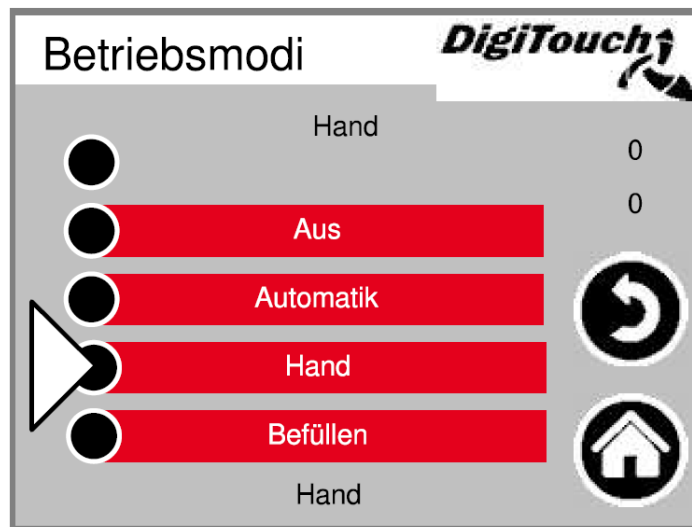 Betriebsmodi
DigiTouch
Hand
0
0
Aus
Automatik
Hand
Befüllen
Hand